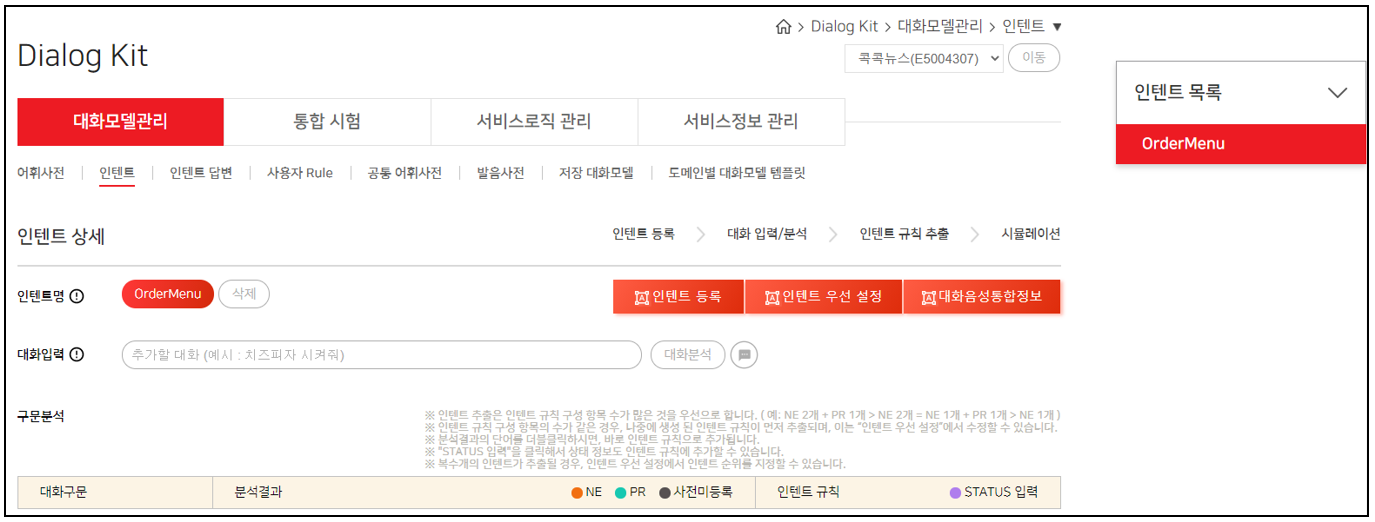 > Dialog Kit > 대화모델관리 > 인텐트 ▼
Dialog Kit
콕콕뉴스(E5004307) 이동
인텐트 목록
OrderMenu
대화모델관리 통합 시험 서비스로직 관리 서비스정보 관리
어휘사전 | 인텐트 | 인텐트 답변 | 사용자 Rule | 공통 어휘사전 | 발음사전 | 저장 대화모델 | 도메인별 대화모델 템플릿
인텐트 상세 인텐트 등록 > 대화 입력/분석 > 인텐트 규칙 추출 > 시뮬레이션
인텐트명 OrderMenu 삭제 인텐트 등록 인텐트 우선 설정 대화음성통합정보
대화입력 추가할 대화 (예시 : 치즈피자 시켜줘) 대화분석
구문분석
※ 인텐트 추출은 인텐트 규칙 구성 항목 수가 많은 것을 우선으로 합니다. ( 예: NE 2개 + PR 1개 > NE 2개 = NE 1개 + PR 1개 > NE 1개 )
※ 인텐트 규칙 구성 항목의 수가 같은 경우, 나중에 생성 된 인텐트 규칙이 먼저 추출되며, 이는 "인텐트 우선 설정"에서 수정할 수 있습니다.
※ 분석결과의 단어를 더블클릭하시면, 바로 인텐트 규칙으로 추가됩니다.
※ "STATUS 입력"을 클릭해서 상태 정보도 인텐트 규칙에 추가할 수 있습니다.
※ 복수개의 인텐트가 추출될 경우, 인텐트 우선 설정에서 인텐트 순위를 지정할 수 있습니다.
대화구문 분석결과 NE PR 사전미등록 인텐트 규칙 STATUS 입력